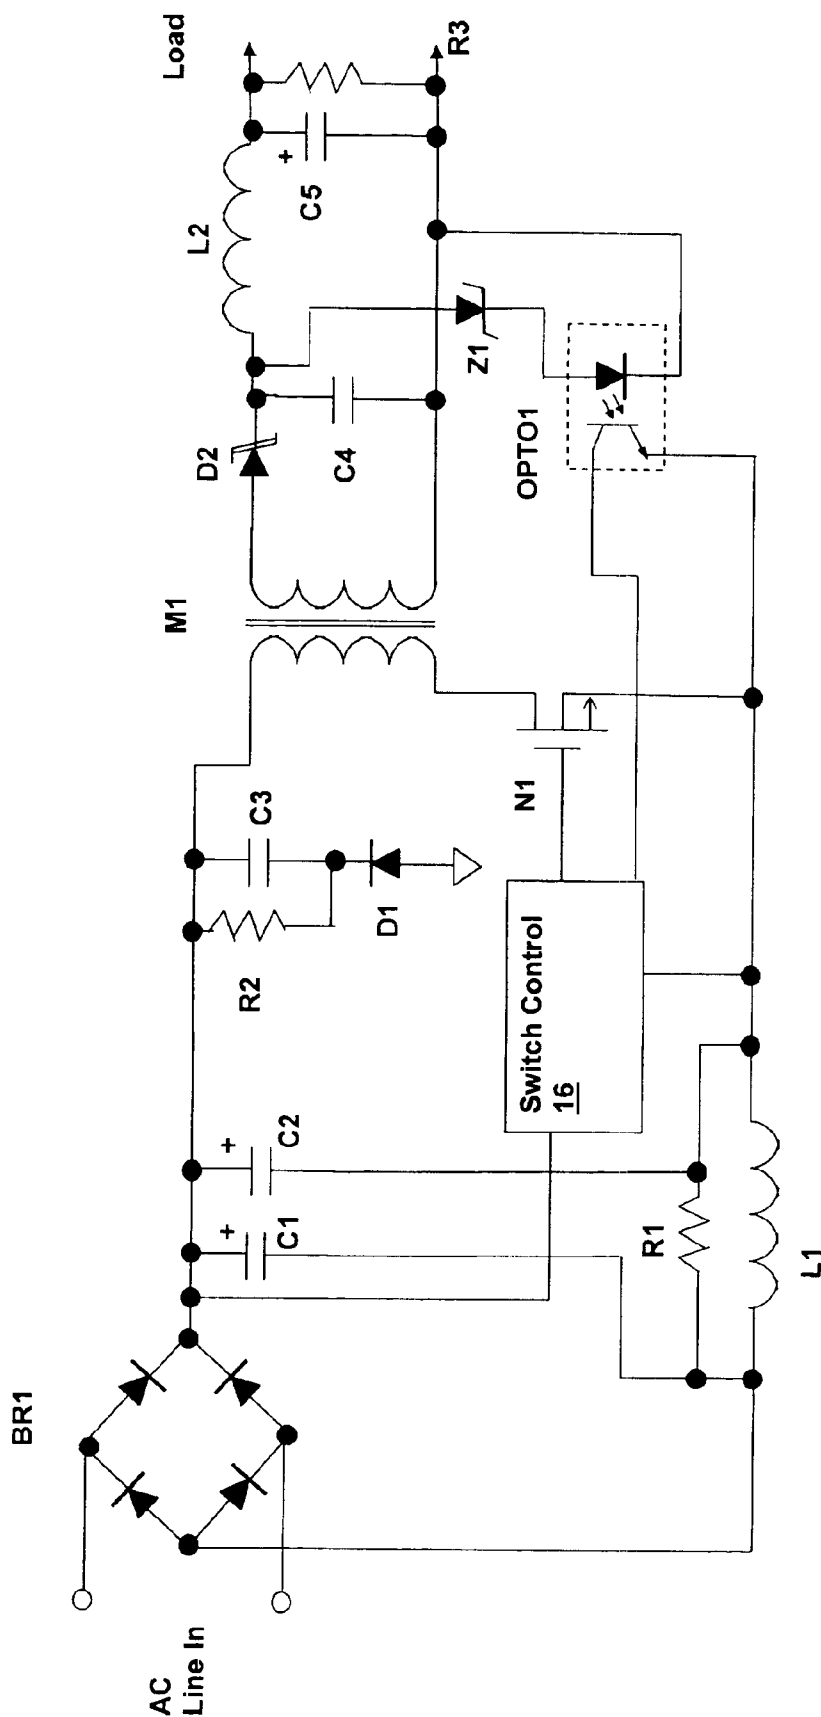 BR1
AC
Line In
C1
+
C2
+
R1
L1
R2
C3
D1
Switch Control
16
N1
M1
D2
C4
L2
C5
+
Z1
OPTO1
Load
R3